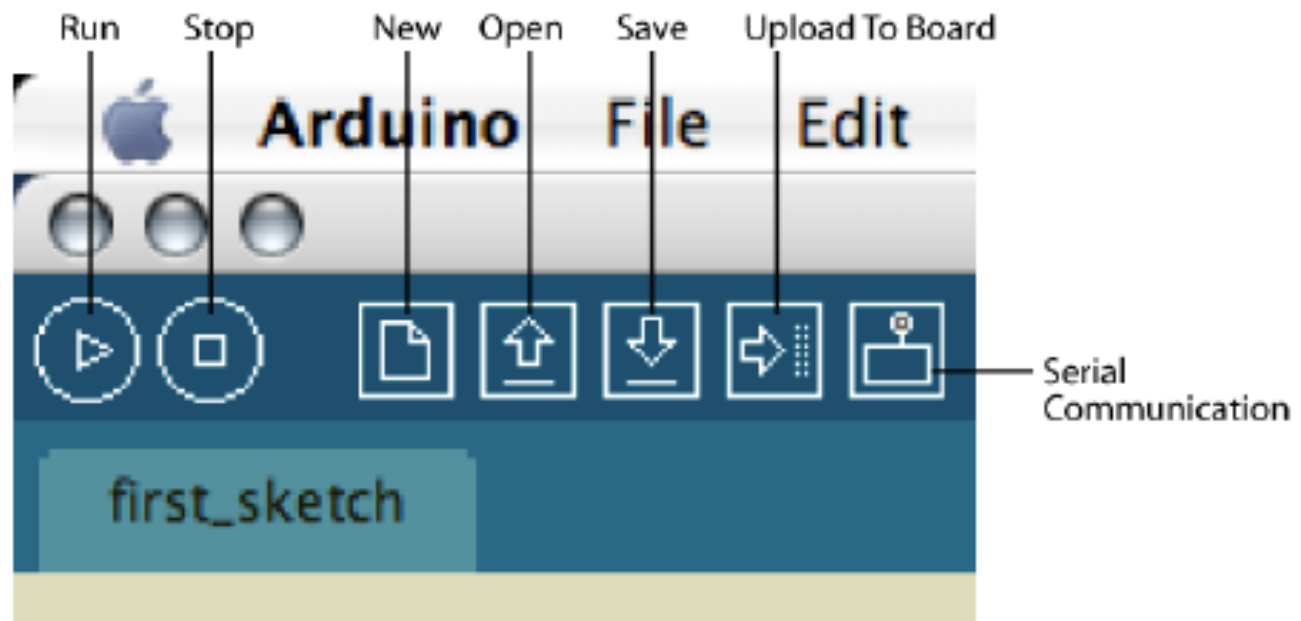 Run Stop New Open Save Upload To Board
Arduino File Edit
Serial
Communication
first_sketch